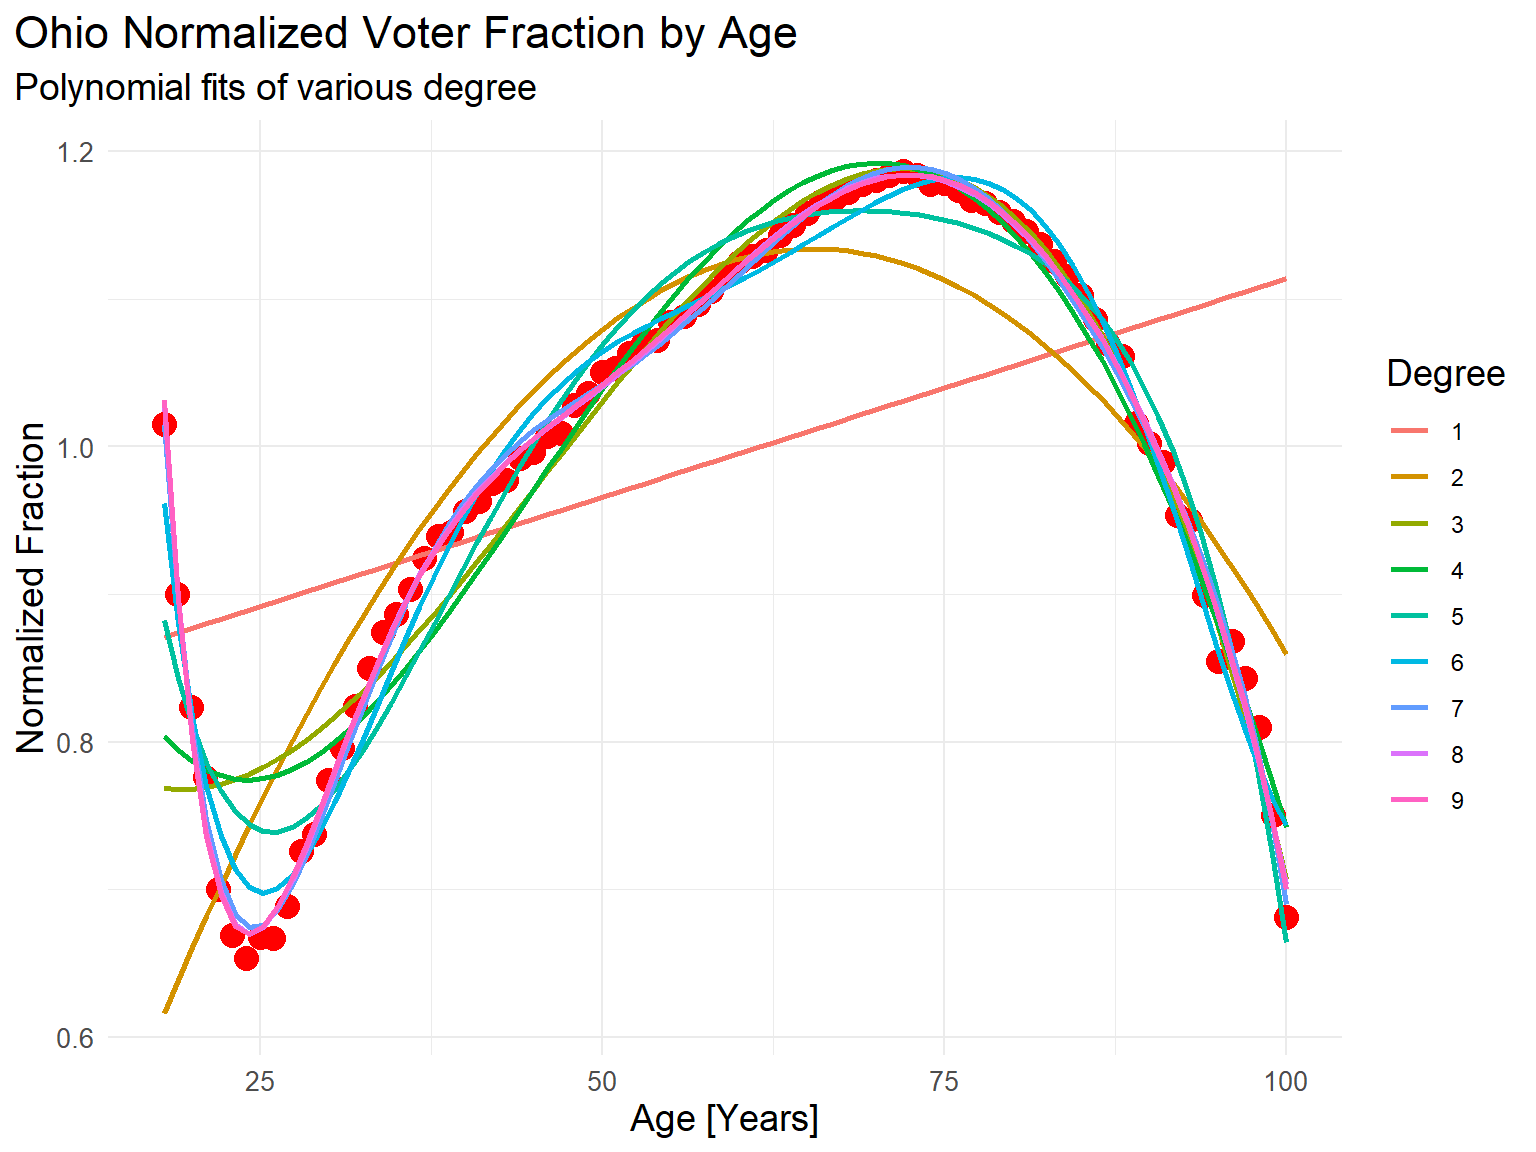 Ohio Normalized Voter Fraction by Age
Polynomial fits of various degree
1.2
1.0
0.8
0.6
Normalized Fraction
25 50 75 100
Age [Years]
Degree
1
2
3
4
5
6
7
8
9